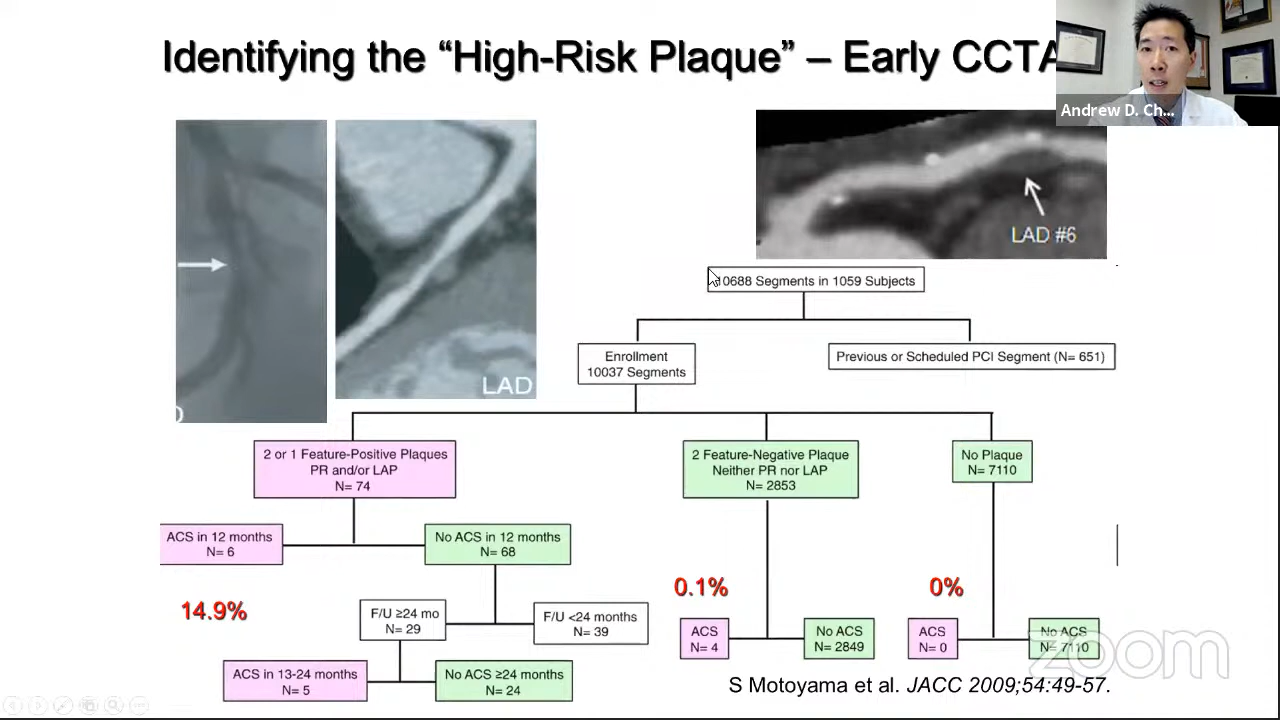 Identifying the “High-Risk Plaque” – Early CCTA
Andrew D. Ch...
LAD #6
LAD
10688 Segments in 1059 Subjects
Enrollment
10037 Segments
Previous or Scheduled PCI Segment (N= 651)
2 or 1 Feature-Positive Plaques
PR and/or LAP
N= 74
2 Feature-Negative Plaque
Neither PR nor LAP
N= 2853
No Plaque
N= 7110
ACS in 12 months
N= 6
No ACS in 12 months
N= 68
14.9%
0.1%
0%
F/U ≥24 mo
N= 29
F/U <24 months
N= 39
ACS
N= 4
No ACS
N= 2849
ACS
N= 0
No ACS
N= 7110
ACS in 13-24 months
N= 5
No ACS ≥24 months
N= 24
zoom
S Motoyama et al. JACC 2009;54:49-57.